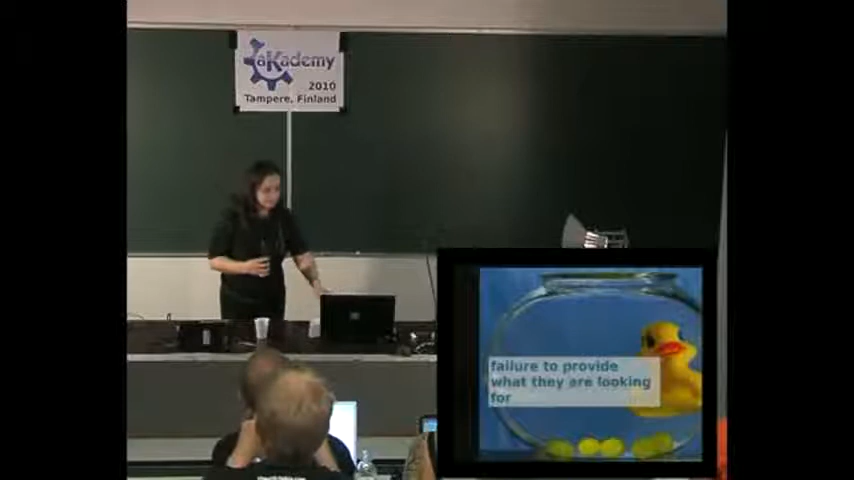 aKademy
2010
Tampere, Finland
failure to provide
what they are looking
for